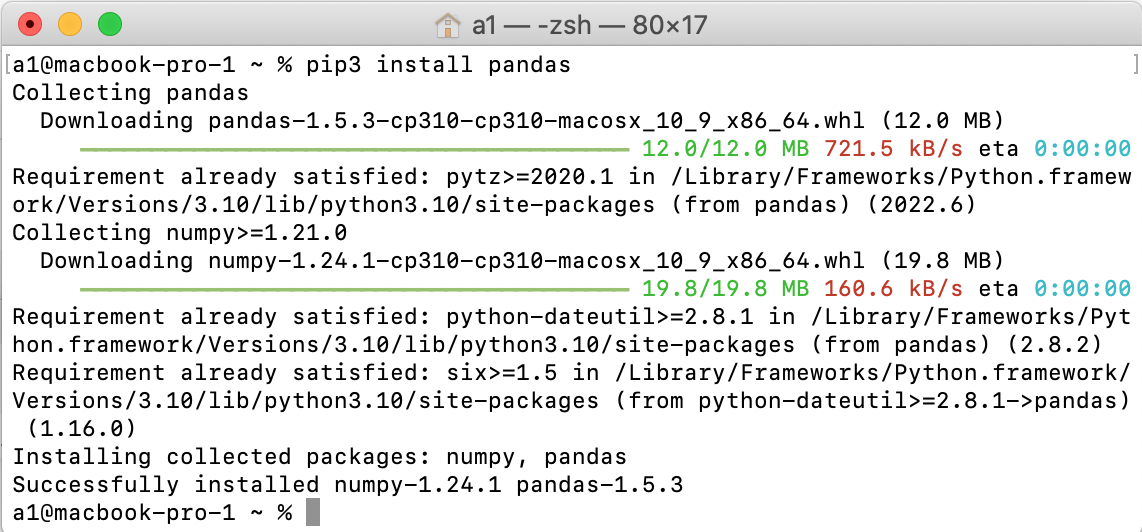 a1 — -zsh — 80×17
[a1@macbook-pro-1 ~ % pip3 install pandas ]
Collecting pandas
  Downloading pandas-1.5.3-cp310-cp310-macosx_10_9_x86_64.whl (12.0 MB)
12.0/12.0 MB 721.5 kB/s eta 0:00:00
Requirement already satisfied: pytz>=2020.1 in /Library/Frameworks/Python.framew
ork/Versions/3.10/lib/python3.10/site-packages (from pandas) (2022.6)
Collecting numpy>=1.21.0
  Downloading numpy-1.24.1-cp310-cp310-macosx_10_9_x86_64.whl (19.8 MB)
19.8/19.8 MB 160.6 kB/s eta 0:00:00
Requirement already satisfied: python-dateutil>=2.8.1 in /Library/Frameworks/Pyt
hon.framework/Versions/3.10/lib/python3.10/site-packages (from pandas) (2.8.2)
Requirement already satisfied: six>=1.5 in /Library/Frameworks/Python.framework/
Versions/3.10/lib/python3.10/site-packages (from python-dateutil>=2.8.1->pandas)
 (1.16.0)
Installing collected packages: numpy, pandas
Successfully installed numpy-1.24.1 pandas-1.5.3
a1@macbook-pro-1 ~ %